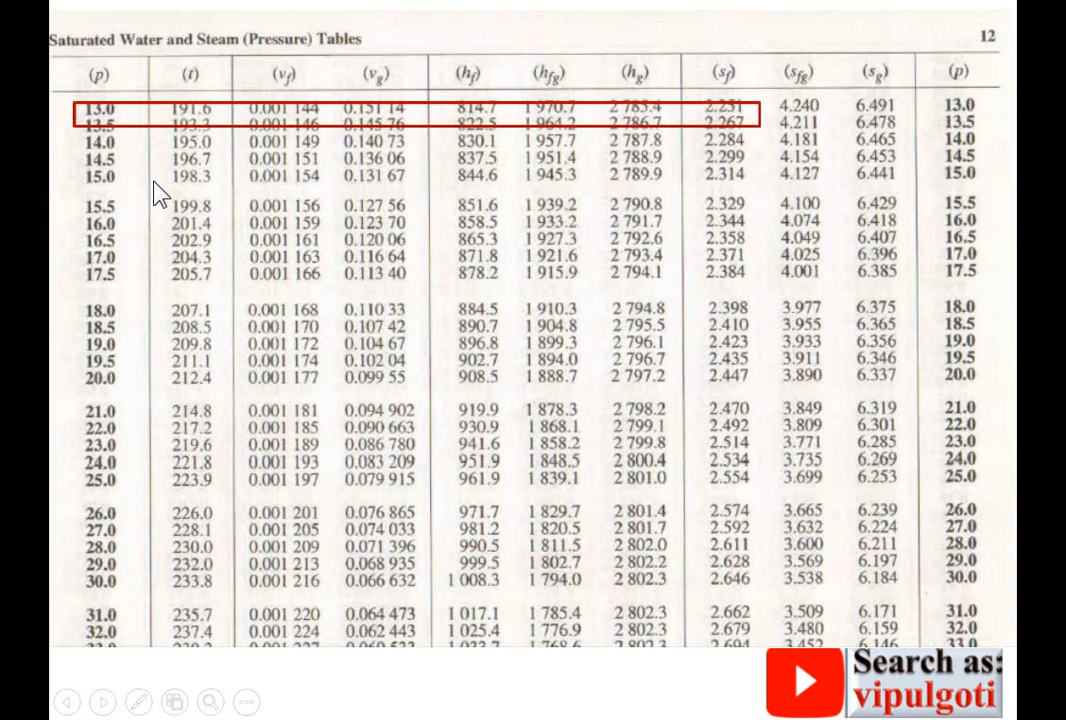 Saturated Water and Steam (Pressure) Tables 12
(p) (t) (vf) (vg) (hf) (hfg) (hg) (sf) (sfg) (sg) (p)
13.0 191.6 0.001 144 0.151 14 814.7 1 970.7 2 785.4 2.251 4.240 6.491 13.0
13.5 193.3 0.001 146 0.145 76 822.5 1 964.2 2 786.7 2.267 4.211 6.478 13.5
14.0 195.0 0.001 149 0.140 73 830.1 1 957.7 2 787.8 2.284 4.181 6.465 14.0
14.5 196.7 0.001 151 0.136 06 837.5 1 951.4 2 788.9 2.299 4.154 6.453 14.5
15.0 198.3 0.001 154 0.131 67 844.6 1 945.3 2 789.9 2.314 4.127 6.441 15.0
15.5 199.8 0.001 156 0.127 56 851.6 1 939.2 2 790.8 2.329 4.100 6.429 15.5
16.0 201.4 0.001 159 0.123 70 858.5 1 933.2 2 791.7 2.344 4.074 6.418 16.0
16.5 202.9 0.001 161 0.120 06 865.3 1 927.3 2 792.6 2.358 4.049 6.407 16.5
17.0 204.3 0.001 163 0.116 64 871.8 1 921.6 2 793.4 2.371 4.025 6.396 17.0
17.5 205.7 0.001 166 0.113 40 878.2 1 915.9 2 794.1 2.384 4.001 6.385 17.5
18.0 207.1 0.001 168 0.110 33 884.5 1 910.3 2 794.8 2.398 3.977 6.375 18.0
18.5 208.5 0.001 170 0.107 42 890.7 1 904.8 2 795.5 2.410 3.955 6.365 18.5
19.0 209.8 0.001 172 0.104 67 896.8 1 899.3 2 796.1 2.423 3.933 6.356 19.0
19.5 211.1 0.001 174 0.102 04 902.7 1 894.0 2 796.7 2.435 3.911 6.346 19.5
20.0 212.4 0.001 177 0.099 55 908.5 1 888.7 2 797.2 2.447 3.890 6.337 20.0
21.0 214.8 0.001 181 0.094 902 919.9 1 878.3 2 798.2 2.470 3.849 6.319 21.0
22.0 217.2 0.001 185 0.090 663 930.9 1 868.1 2 799.1 2.492 3.809 6.301 22.0
23.0 219.6 0.001 189 0.086 780 941.6 1 858.2 2 799.8 2.514 3.771 6.285 23.0
24.0 221.8 0.001 193 0.083 209 951.9 1 848.5 2 800.4 2.534 3.735 6.269 24.0
25.0 223.9 0.001 197 0.079 915 961.9 1 839.1 2 801.0 2.554 3.699 6.253 25.0
26.0 226.0 0.001 201 0.076 865 971.7 1 829.7 2 801.4 2.574 3.665 6.239 26.0
27.0 228.1 0.001 205 0.074 033 981.2 1 820.5 2 801.7 2.592 3.632 6.224 27.0
28.0 230.0 0.001 209 0.071 396 990.5 1 811.5 2 802.0 2.611 3.600 6.211 28.0
29.0 232.0 0.001 213 0.068 935 999.5 1 802.7 2 802.2 2.628 3.569 6.197 29.0
30.0 233.8 0.001 216 0.066 632 1 008.3 1 794.0 2 802.3 2.646 3.538 6.184 30.0
31.0 235.7 0.001 220 0.064 473 1 017.1 1 785.4 2 802.3 2.662 3.509 6.171 31.0
32.0 237.4 0.001 224 0.062 443 1 025.4 1 776.9 2 802.3 2.679 3.480 6.159 32.0
Search as:
vipulgoti